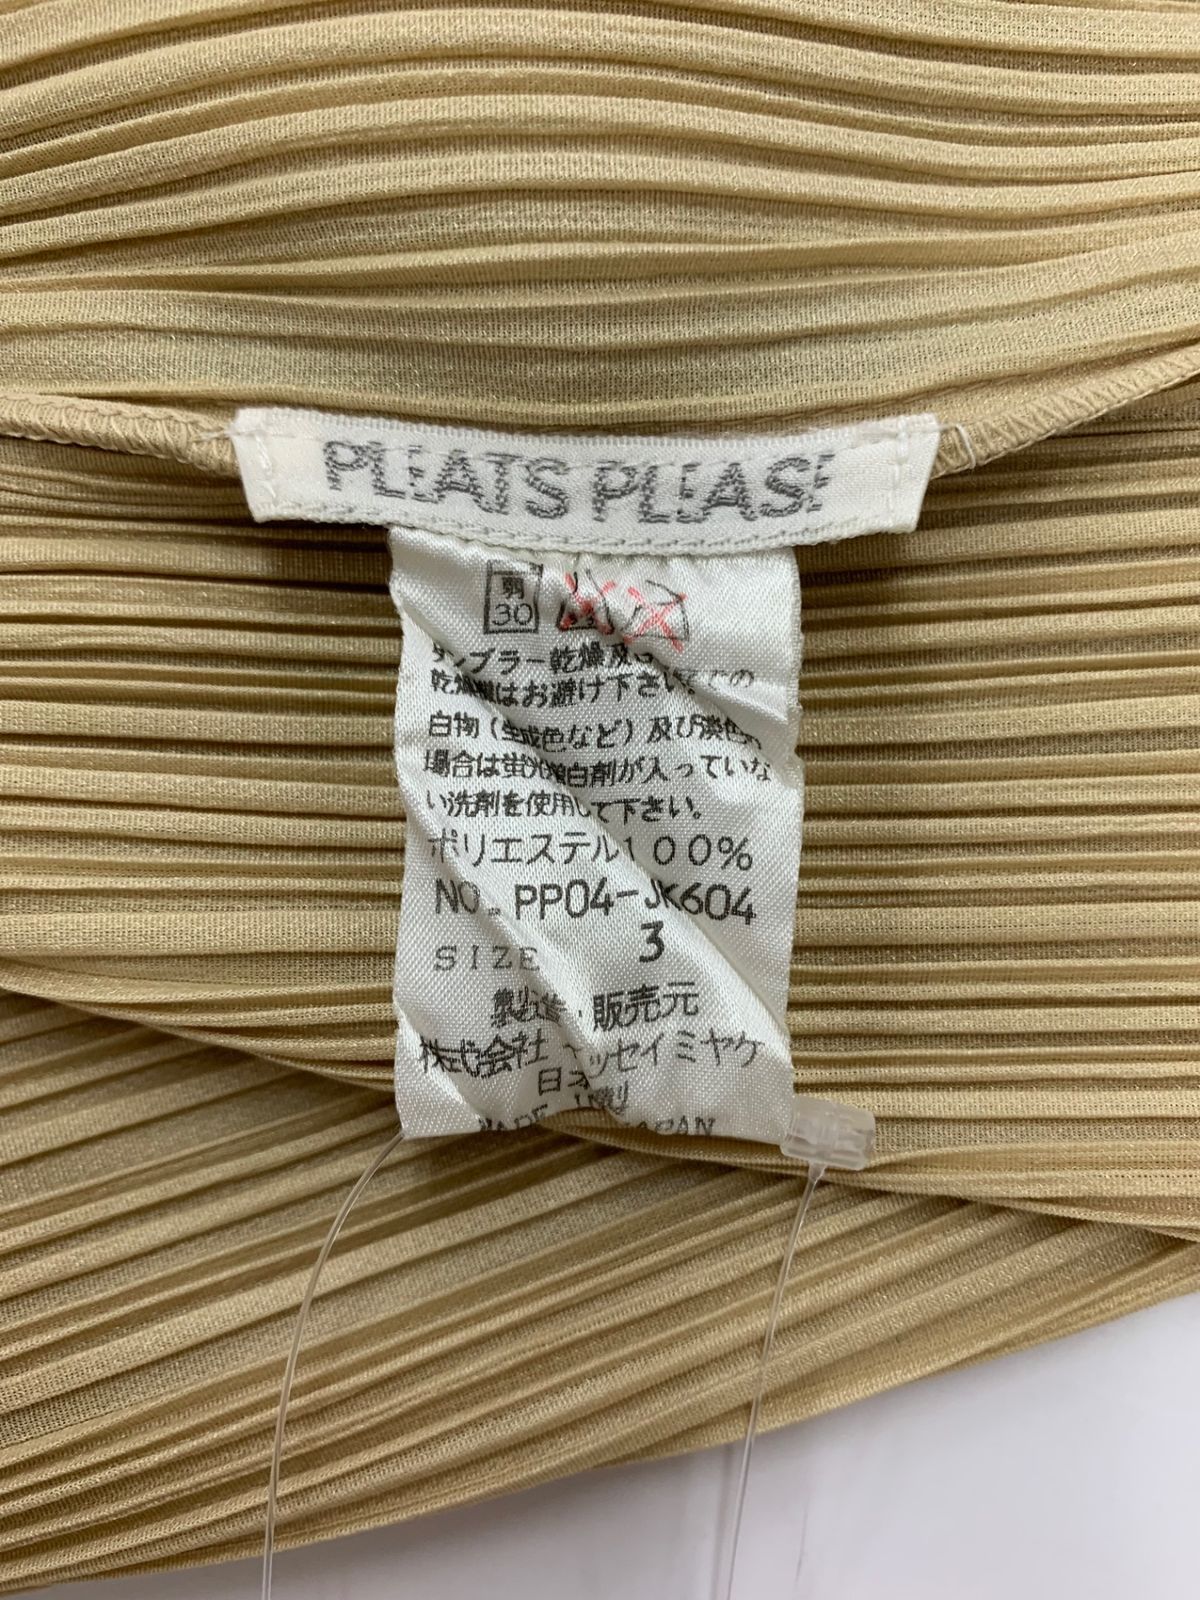 PLEATS PLEASE
弱
30
タンブラー乾燥及び
乾燥機はお避け下さい。
白物(生成色など)及び淡色の
場合は蛍光増白剤が入っていな
い洗剤を使用して下さい。
ポリエステル100%
NO. PP04-JK604
SIZE 3
製造・販売元
株式会社 イッセイミヤケ
日本製
MADE IN JAPAN